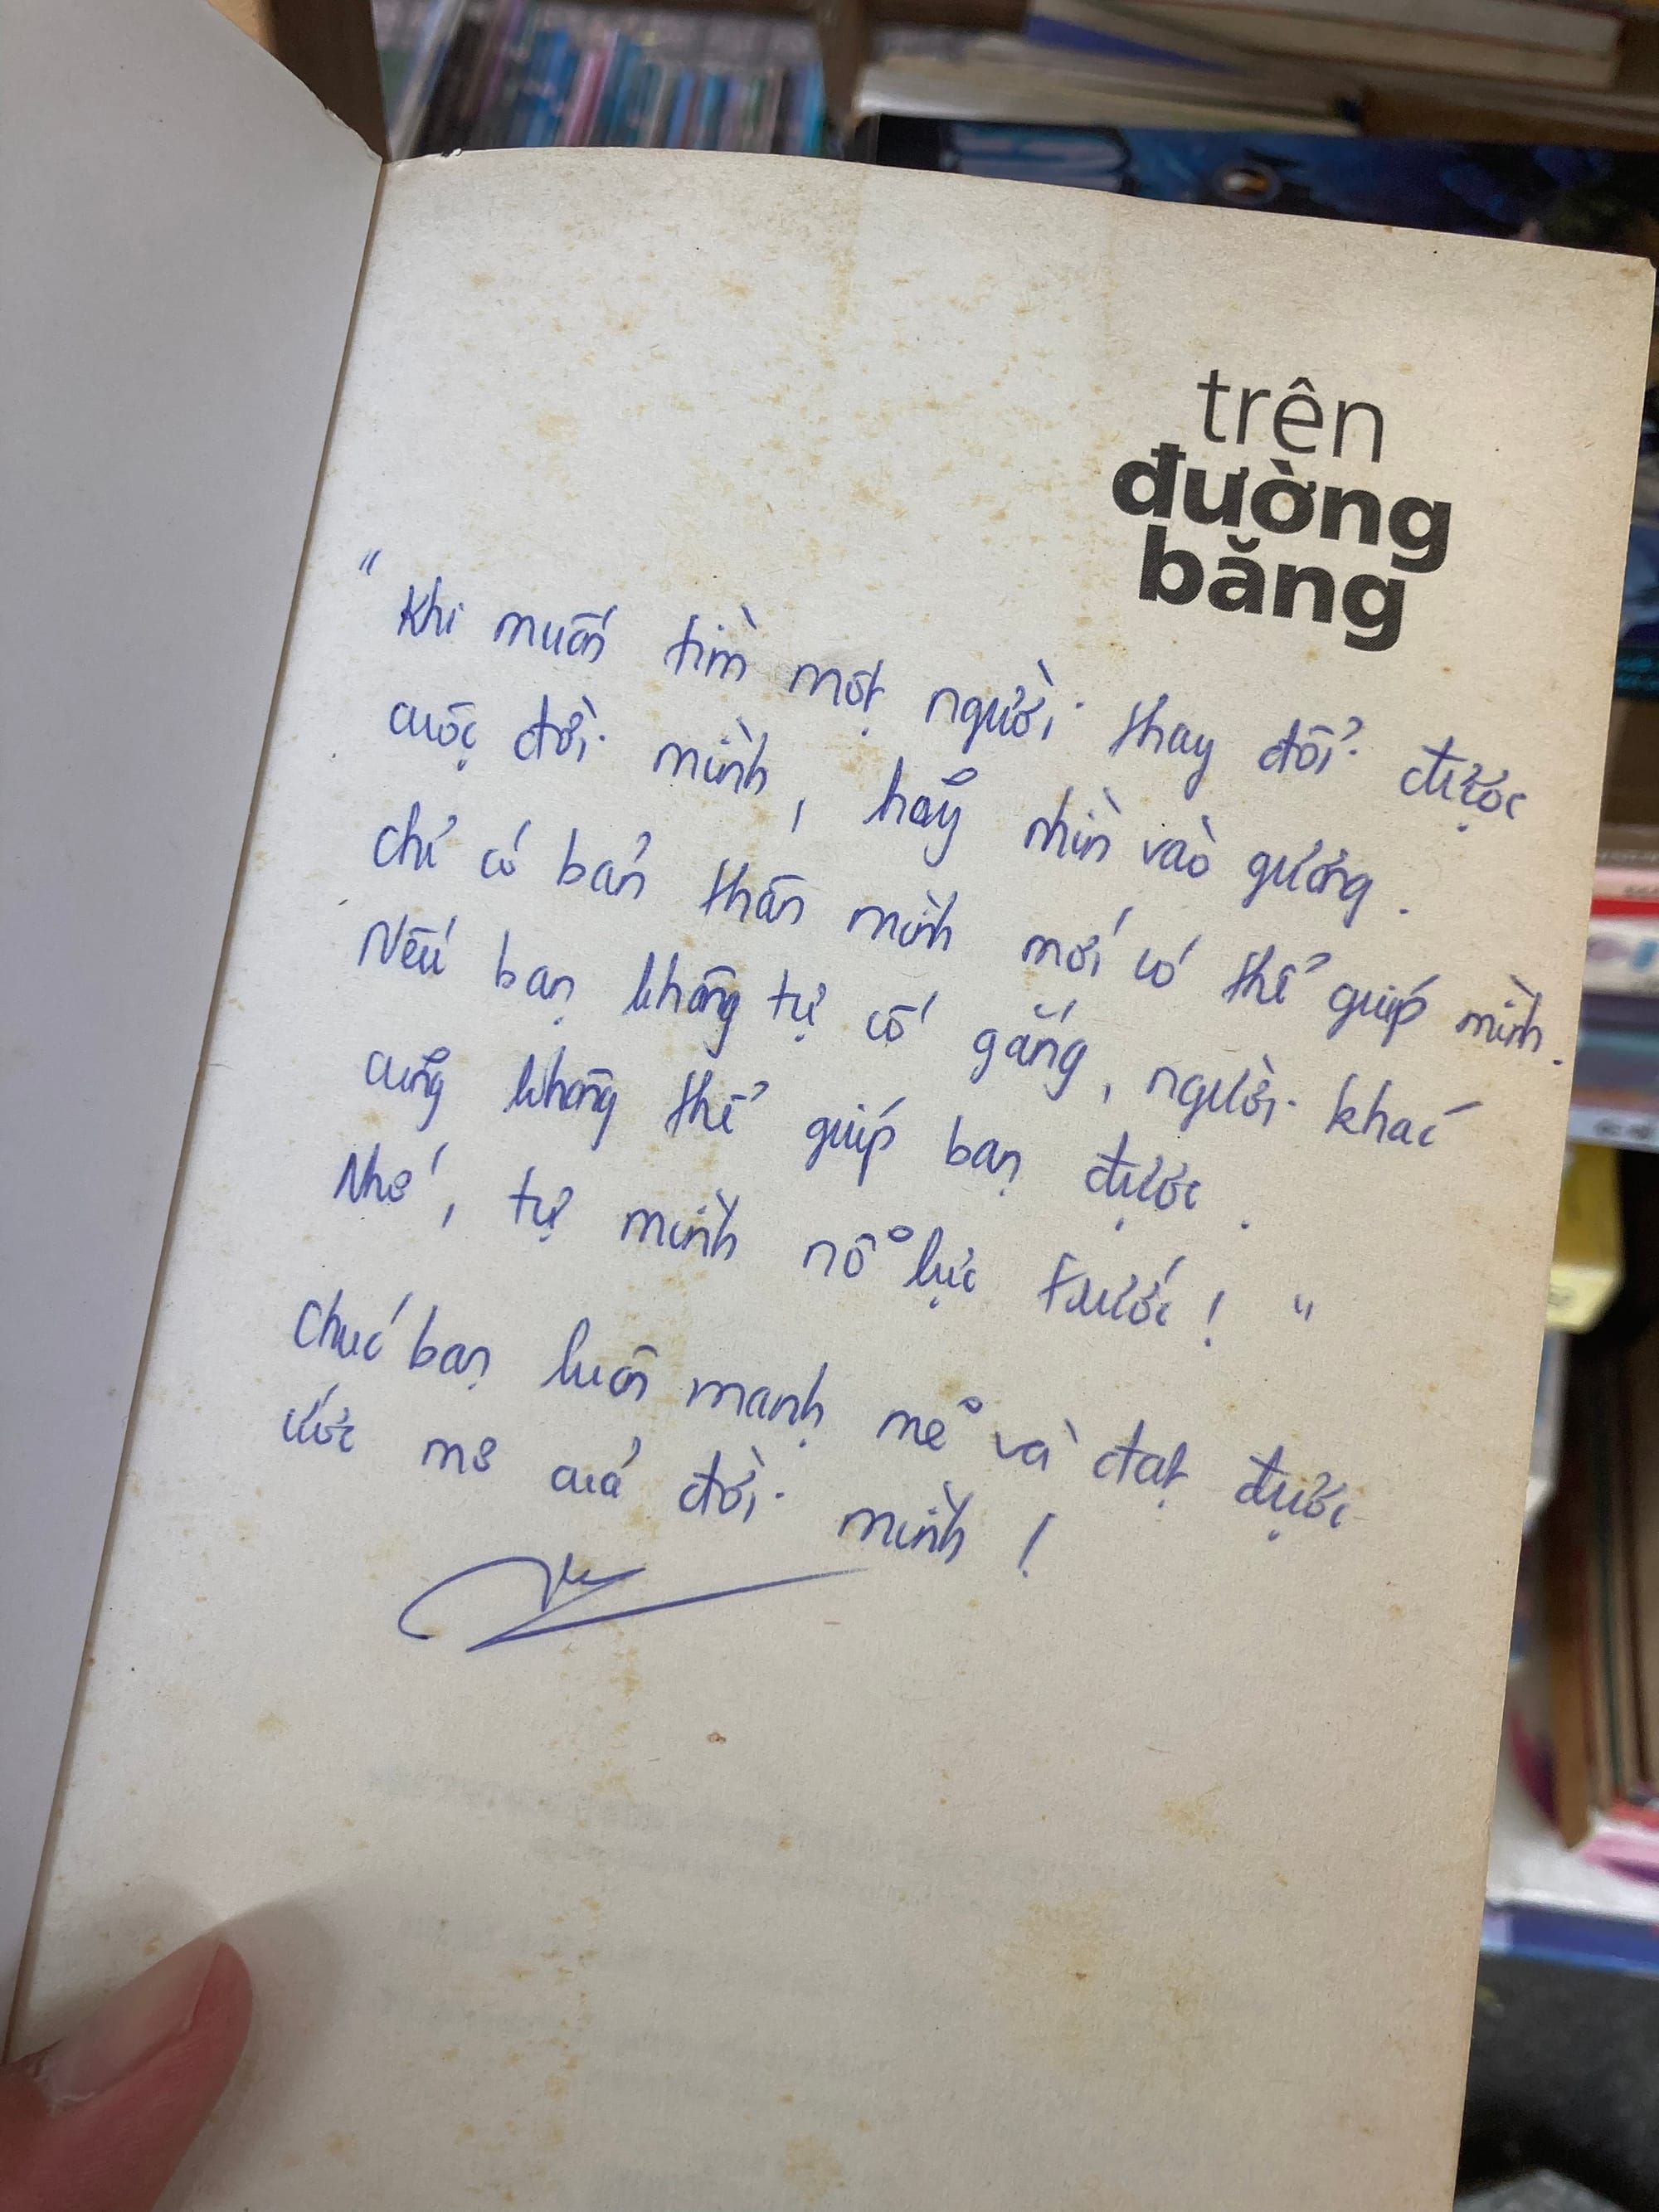 trên
đường
băng
" Khi muốn tìm một người thay đổi được
cuộc đời mình, hãy nhìn vào gương.
Chỉ có bản thân mình mới có thể giúp mình.
Nếu bạn không tự cố gắng, người khác
cũng không thể giúp bạn được.
Nhớ, tự mình nỗ lực trước! "
Chúc bạn luôn mạnh mẽ và đạt được
ước mơ của đời mình!